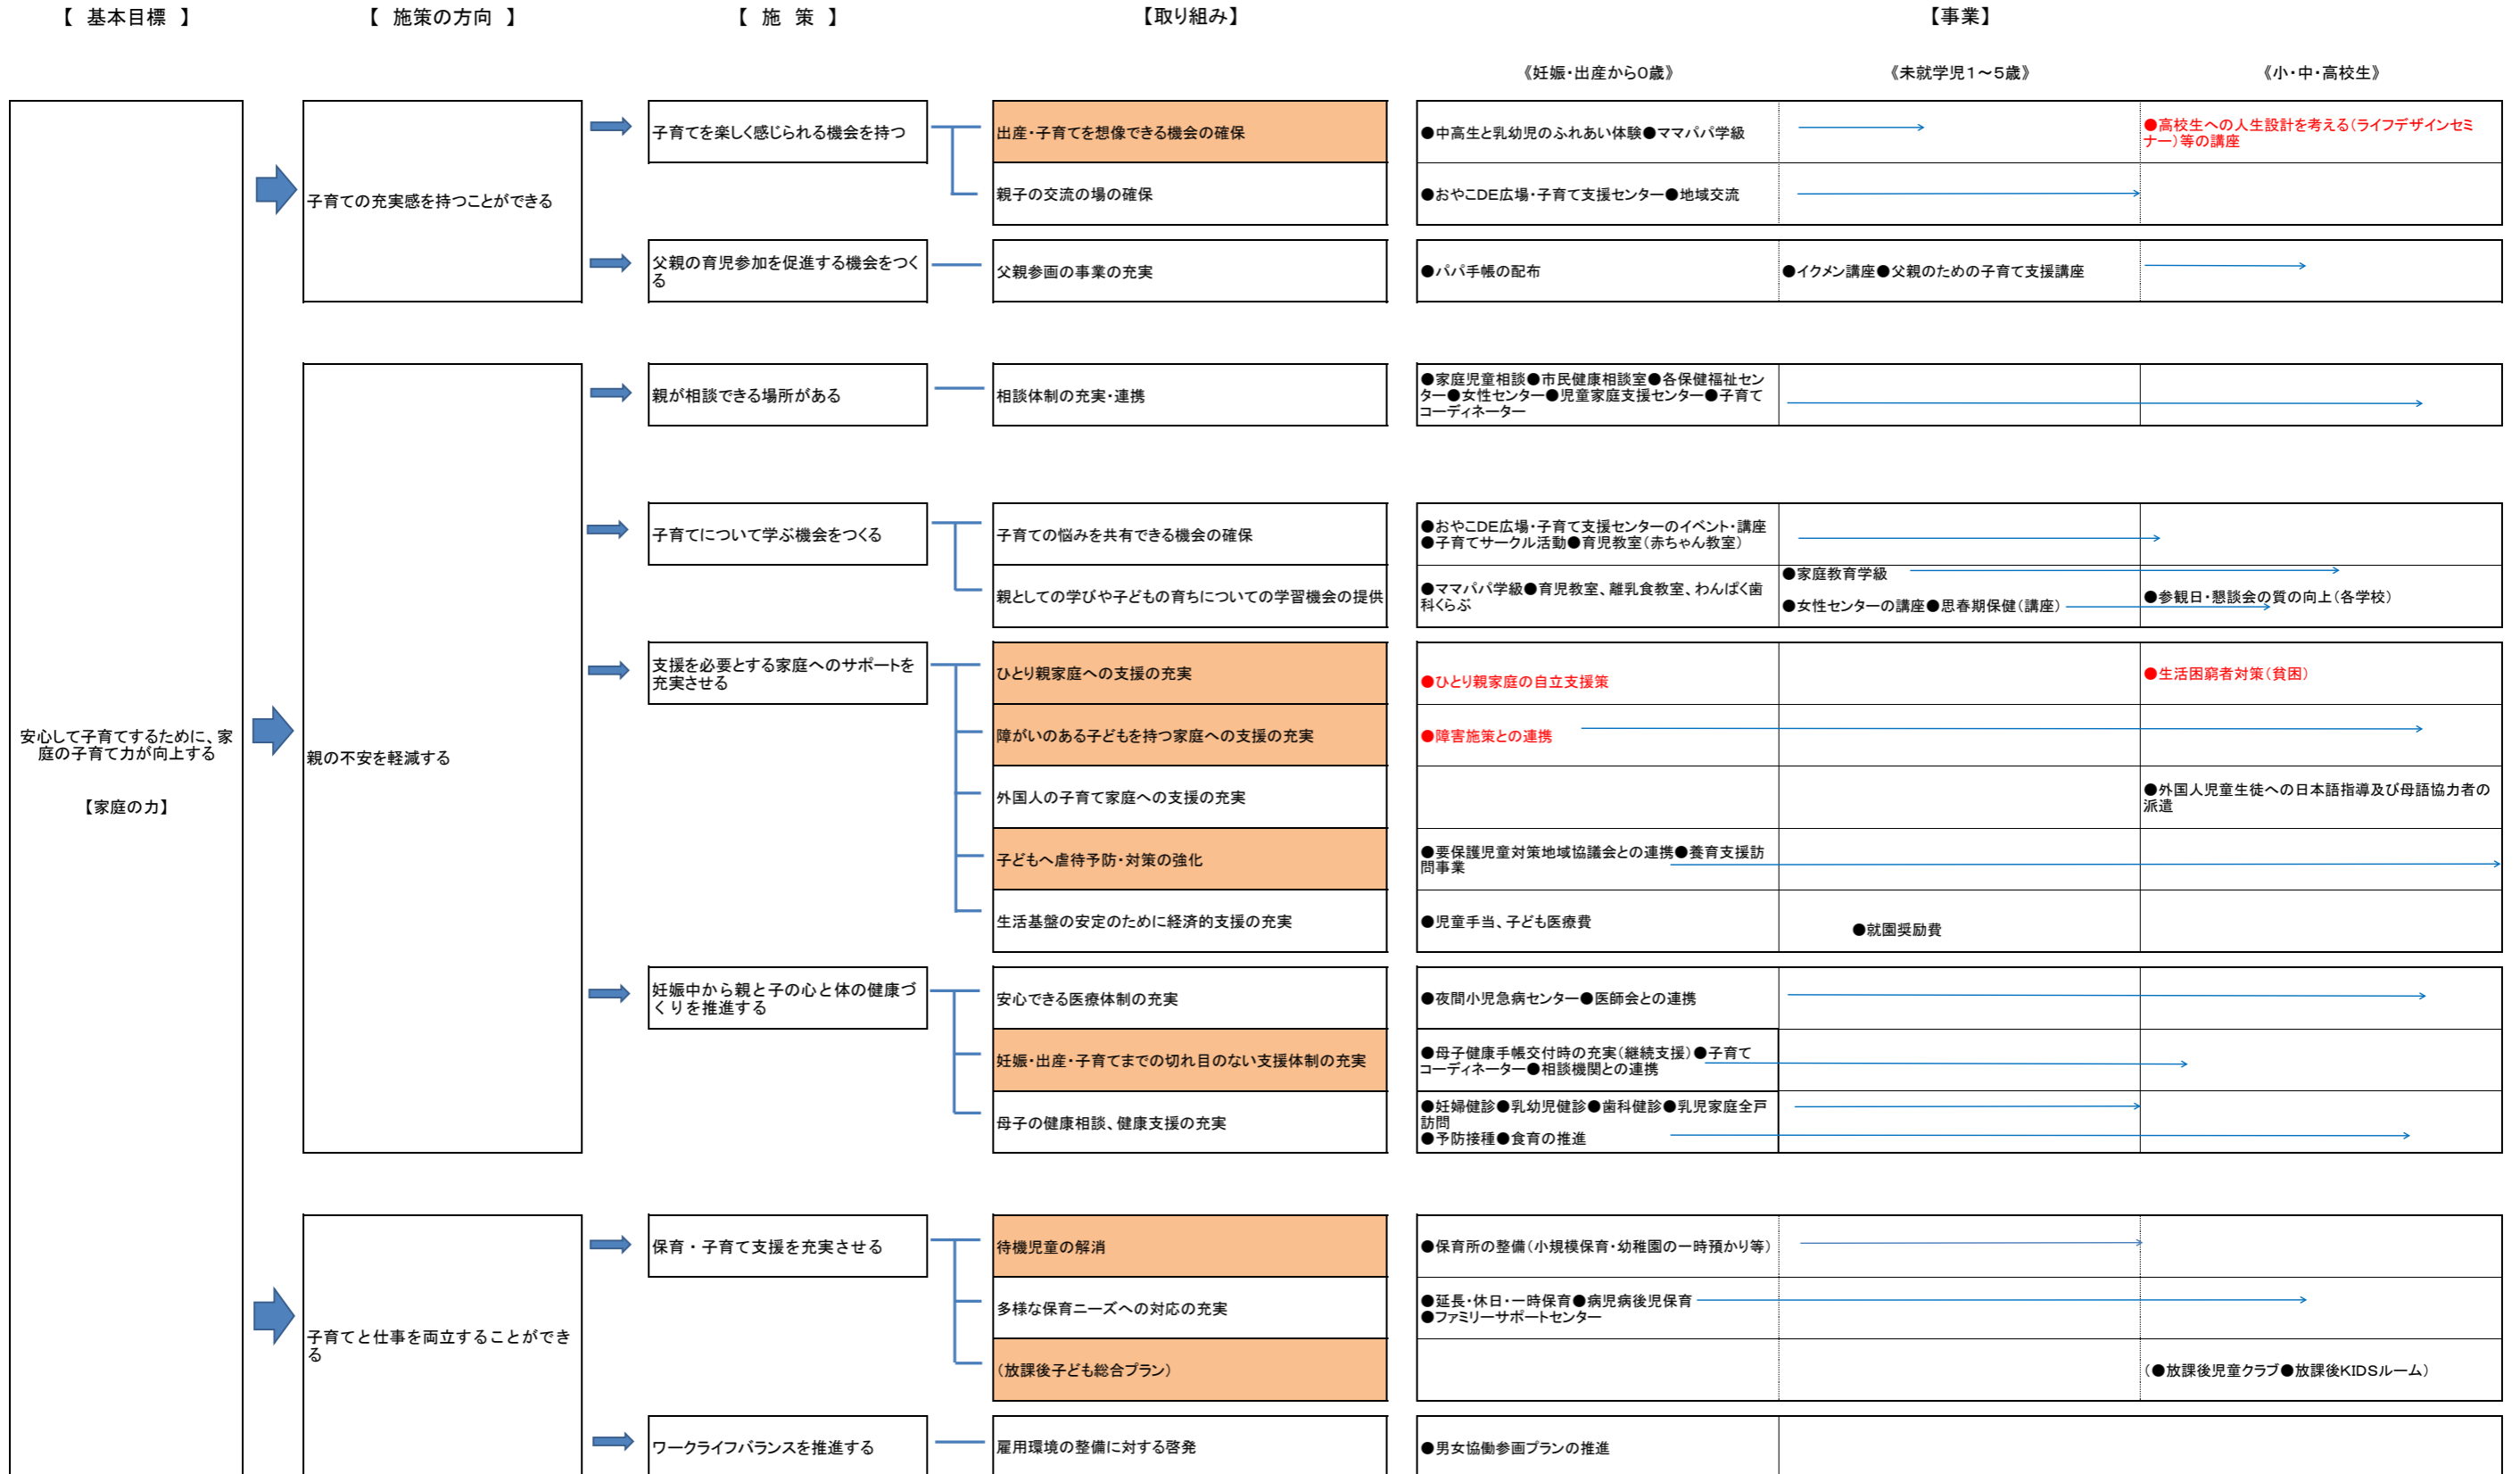 【 基本目標 】
【 施策の方向 】
【 施 策 】
【取り組み】
【事業】
《妊娠・出産から0歳》
《未就学児1～5歳》
《小・中・高校生》
安心して子育てするために、家
庭の子育て力が向上する
【家庭の力】
子育ての充実感を持つことができる
子育てを楽しく感じられる機会を持つ
出産・子育てを想像できる機会の確保
●中高生と乳幼児のふれあい体験●ママパパ学級
●高校生への人生設計を考える(ライフデザインセミ
ナー)等の講座
親子の交流の場の確保
●おやこDE広場・子育て支援センター●地域交流
父親の育児参加を促進する機会をつく
る
父親参画の事業の充実
●パパ手帳の配布
●イクメン講座●父親のための子育て支援講座
親の不安を軽減する
親が相談できる場所がある
相談体制の充実・連携
●家庭児童相談●市民健康相談室●各保健福祉セン
ター●女性センター●児童家庭支援センター●子育て
コーディネーター
子育てについて学ぶ機会をつくる
子育ての悩みを共有できる機会の確保
●おやこDE広場・子育て支援センターのイベント・講座
●子育てサークル活動●育児教室(赤ちゃん教室)
親としての学びや子どもの育ちについての学習機会の提供
●ママパパ学級●育児教室、離乳食教室、わんぱく歯
科くらぶ
●家庭教育学級
●女性センターの講座●思春期保健(講座)
●参観日・懇談会の質の向上(各学校)
支援を必要とする家庭へのサポートを
充実させる
ひとり親家庭への支援の充実
●ひとり親家庭の自立支援策
●生活困窮者対策(貧困)
障がいのある子どもを持つ家庭への支援の充実
●障害施策との連携
外国人の子育て家庭への支援の充実
●外国人児童生徒への日本語指導及び母語協力者の
派遣
子どもへ虐待予防・対策の強化
●要保護児童対策地域協議会との連携●養育支援訪
問事業
生活基盤の安定のために経済的支援の充実
●児童手当、子ども医療費
●就園奨励費
妊娠中から親と子の心と体の健康づ
くりを推進する
安心できる医療体制の充実
●夜間小児急病センター●医師会との連携
妊娠・出産・子育てまでの切れ目のない支援体制の充実
●母子健康手帳交付時の充実(継続支援)●子育て
コーディネーター●相談機関との連携
母子の健康相談、健康支援の充実
●妊婦健診●乳幼児健診●歯科健診●乳児家庭全戸
訪問
●予防接種●食育の推進
子育てと仕事を両立することができ
る
保育・子育て支援を充実させる
待機児童の解消
●保育所の整備(小規模保育・幼稚園の一時預かり等)
多様な保育ニーズへの対応の充実
●延長・休日・一時保育●病児病後児保育
●ファミリーサポートセンター
(放課後子ども総合プラン)
(●放課後児童クラブ●放課後KIDSルーム)
ワークライフバランスを推進する
雇用環境の整備に対する啓発
●男女協働参画プランの推進